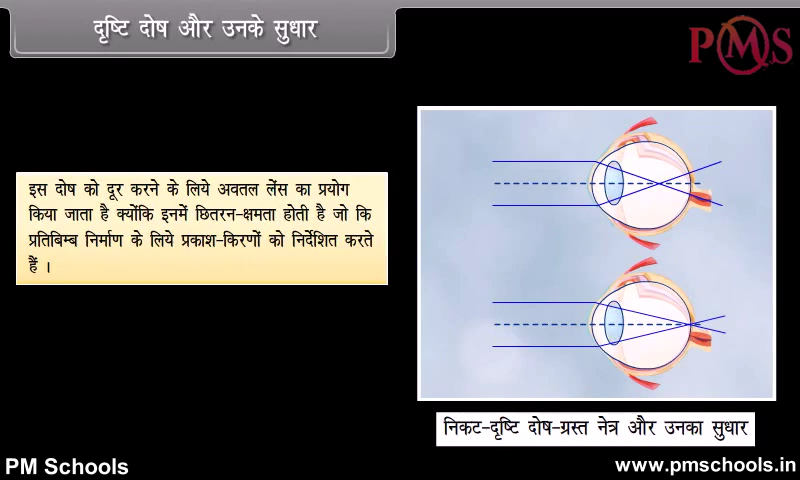 दृष्टि दोष और उनके सुधार
PMS
इस दोष को दूर करने के लिये अवतल लेंस का प्रयोग
किया जाता है क्योंकि इनमें छितरन-क्षमता होती है जो कि
प्रतिबिम्ब निर्माण के लिये प्रकाश-किरणों को निर्देशित करते
हैं ।
निकट-दृष्टि दोष-ग्रस्त नेत्र और उनका सुधार
PM Schools
www.pmschools.in